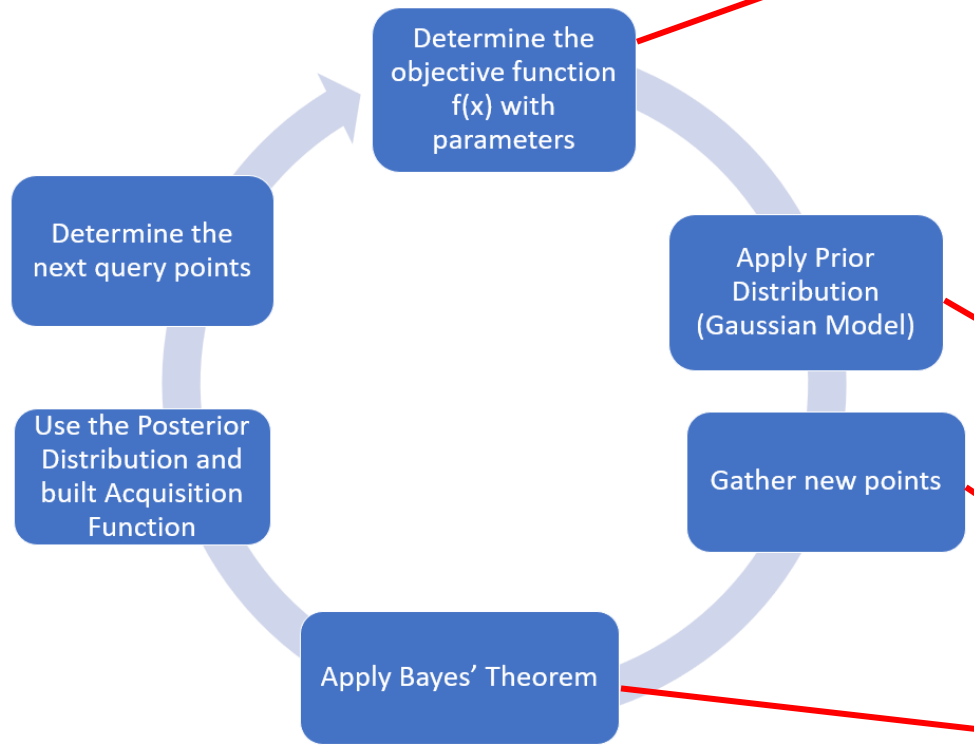 Determine the
objective function
f(x) with
parameters
Apply Prior
Distribution
(Gaussian Model)
Gather new points
Apply Bayes’ Theorem
Use the Posterior
Distribution and
built Acquisition
Function
Determine the
next query points